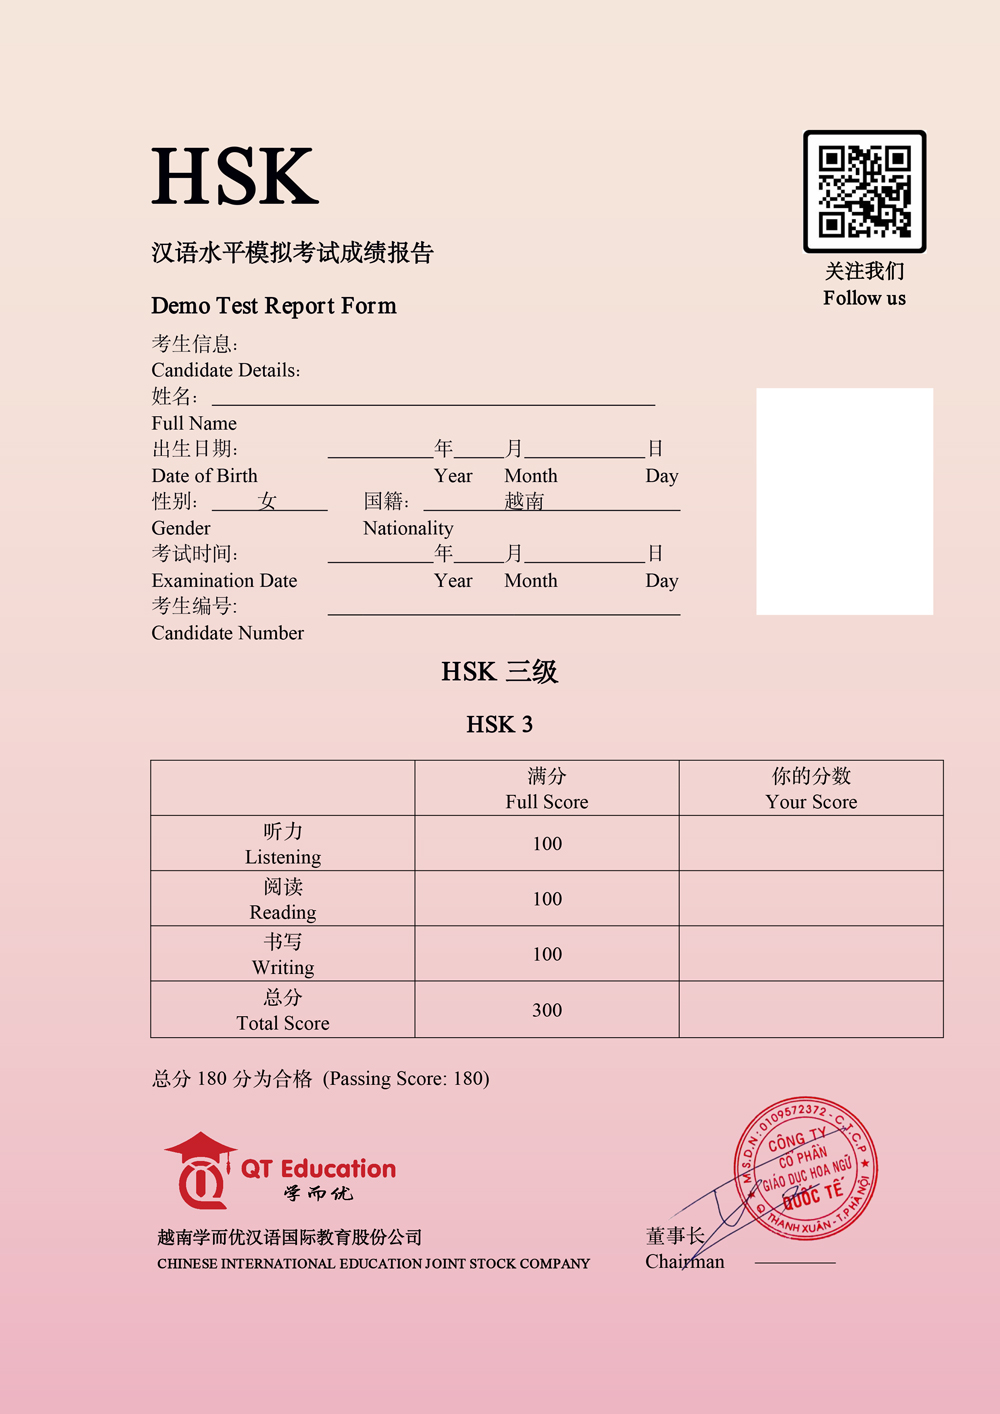 HSK
汉语水平模拟考试成绩报告
Demo Test Report Form
关注我们
Follow us
考生信息:
Candidate Details:
姓名:
Full Name
出生日期: 年 月 日
Date of Birth Year Month Day
性别: 女 国籍: 越南
Gender Nationality
考试时间: 年 月 日
Examination Date Year Month Day
考生编号:
Candidate Number
HSK 三级
HSK 3
满分 你的分数
Full Score Your Score
听力
Listening 100
阅读
Reading 100
书写
Writing 100
总分
Total Score 300
总分 180 分为合格 (Passing Score: 180)
QT Education
学而优
越南学而优汉语国际教育股份公司
CHINESE INTERNATIONAL EDUCATION JOINT STOCK COMPANY
M.S.D.N: 0109572372 - C.T.C.P
CÔNG TY
CỔ PHẦN
GIÁO DỤC HOA NGỮ
QUỐC TẾ
Q THANH XUÂN - T.P HÀ NỘI
董事长
Chairman